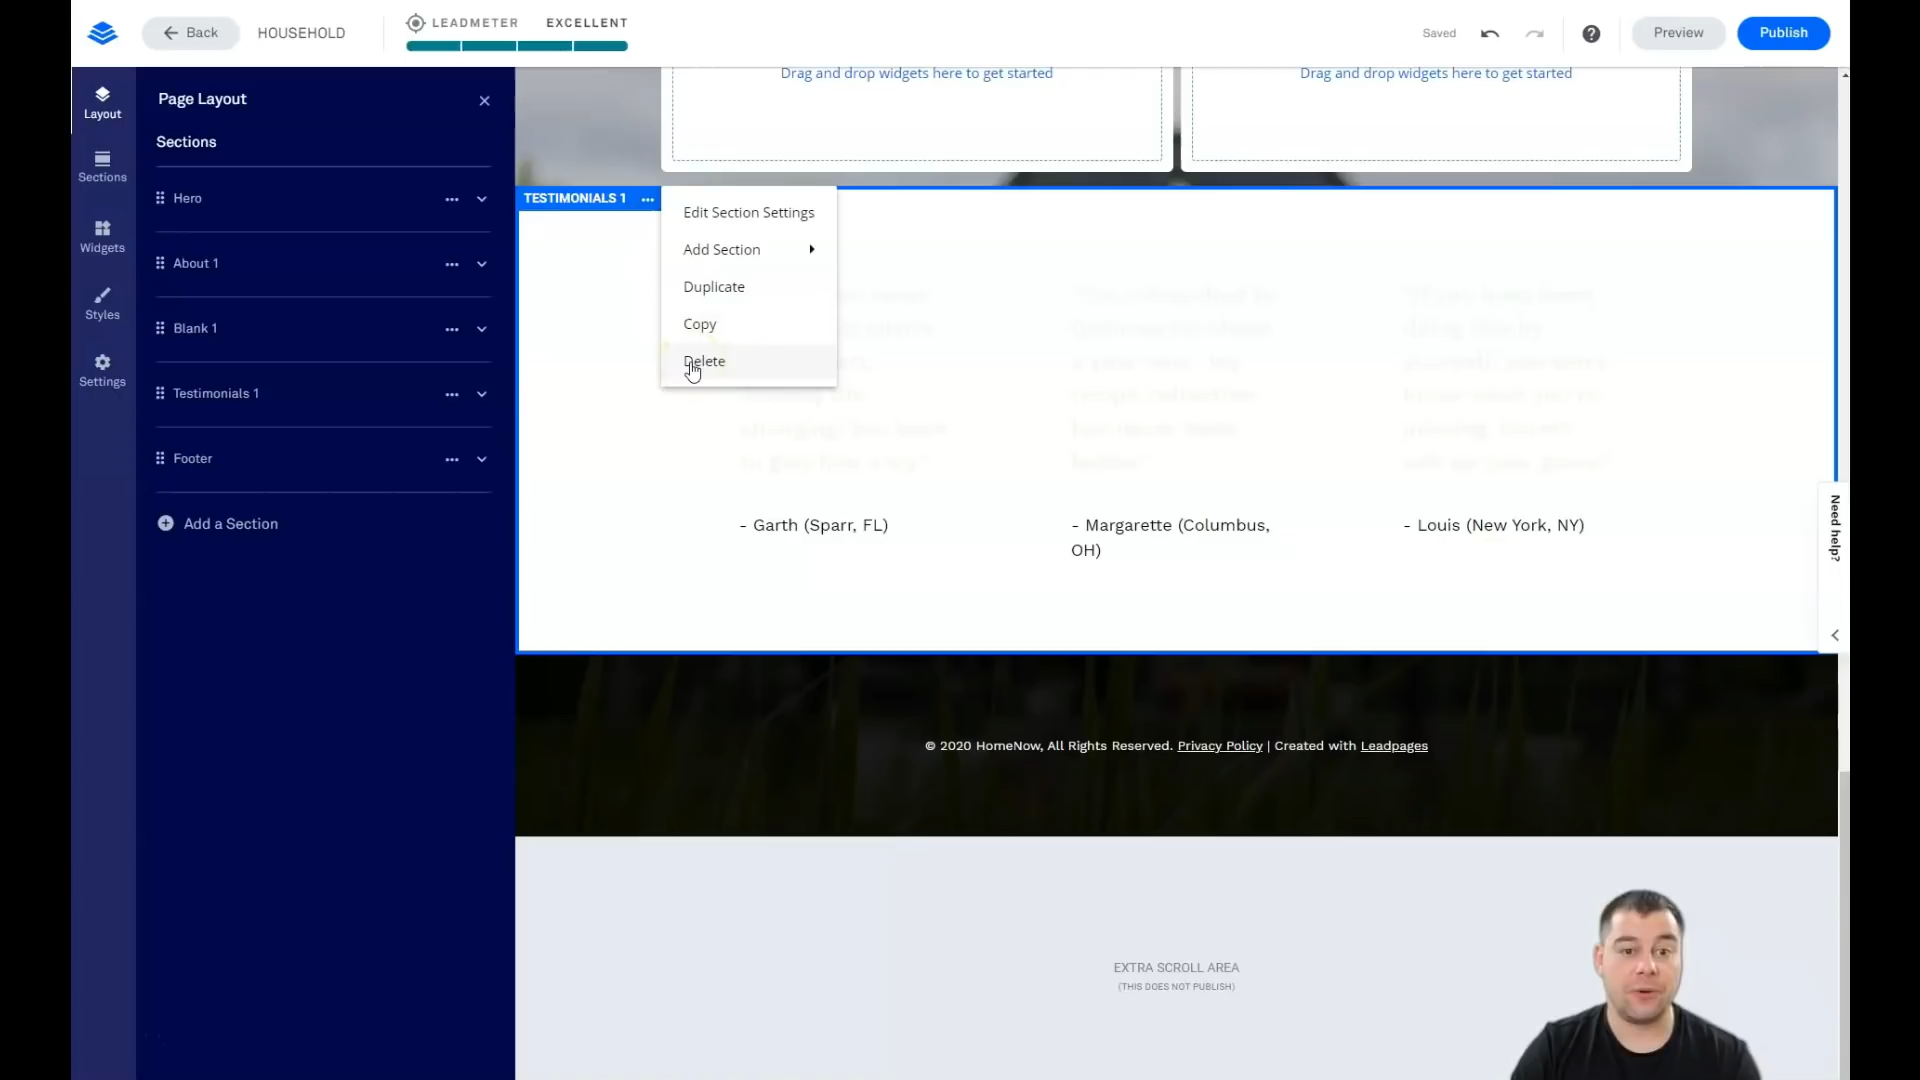 Back
HOUSEHOLD
LEADMETER
EXCELLENT
Saved
Preview
Publish
Layout
Sections
Widgets
Styles
Settings
Page Layout
Sections
Hero
About 1
Blank 1
Testimonials 1
Footer
Add a Section
Drag and drop widgets here to get started
Drag and drop widgets here to get started
TESTIMONIALS 1
Edit Section Settings
Add Section
Duplicate
Copy
Delete
- Garth (Sparr, FL)
- Margarette (Columbus,
OH)
- Louis (New York, NY)
Need help?
© 2020 HomeNow, All Rights Reserved. Privacy Policy | Created with Leadpages
EXTRA SCROLL AREA
(THIS DOES NOT PUBLISH)